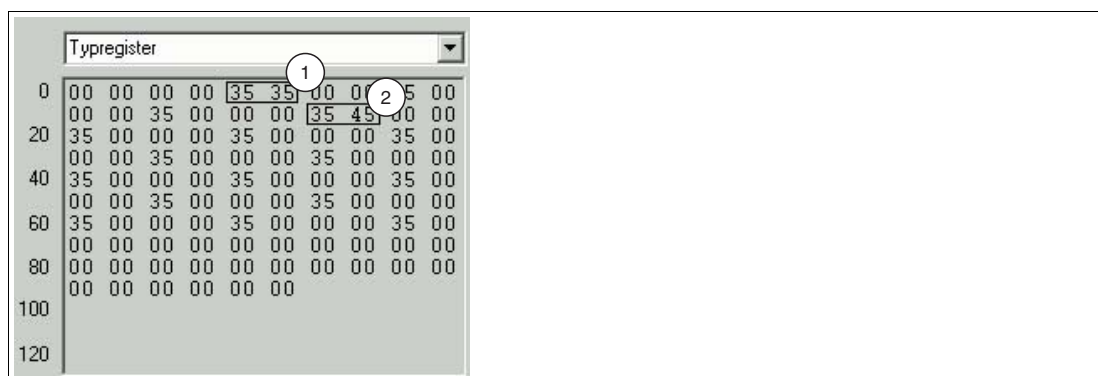 Typregister
1
0 00 00 00 00 35 35 00 00 35 00
2
00 00 35 00 00 00 35 45 00 00
20 35 00 00 00 35 00 00 00 35 00
00 00 35 00 00 00 35 00 00 00
40 35 00 00 00 35 00 00 00 35 00
00 00 35 00 00 00 35 00 00 00
60 35 00 00 00 35 00 00 00 35 00
00 00 00 00 00 00 00 00 00 00
80 00 00 00 00 00 00 00 00 00 00
00 00 00 00 00 00
100
120